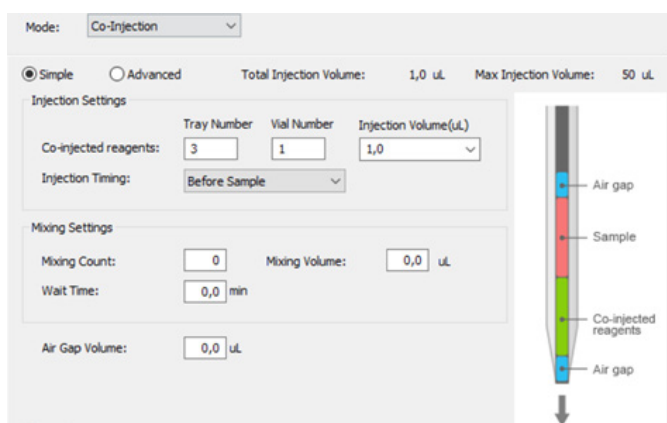 Mode: Co-Injection
Simple Advanced Total Injection Volume: 1,0 uL Max Injection Volume: 50 uL
Injection Settings
Tray Number Vial Number Injection Volume(uL)
Co-injected reagents: 3 1 1,0
Injection Timing: Before Sample
Mixing Settings
Mixing Count: 0 Mixing Volume: 0,0 uL
Wait Time: 0,0 min
Air Gap Volume: 0,0 uL
Air gap
Sample
Co-injected
reagents
Air gap